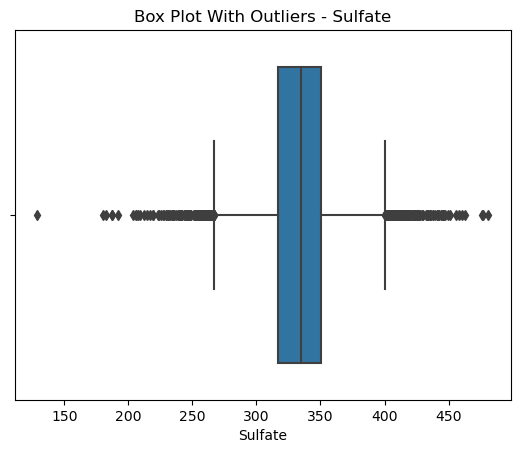 Box Plot With Outliers - Sulfate
150 200 250 300 350 400 450
Sulfate